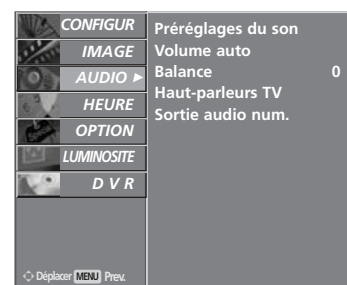 CONFIGUR
IMAGE
AUDIO ►
HEURE
OPTION
LUMINOSITE
D V R
Préréglages du son
Volume auto
Balance 0
Haut-parleurs TV
Sortie audio num.
Déplacer MENU Prev.